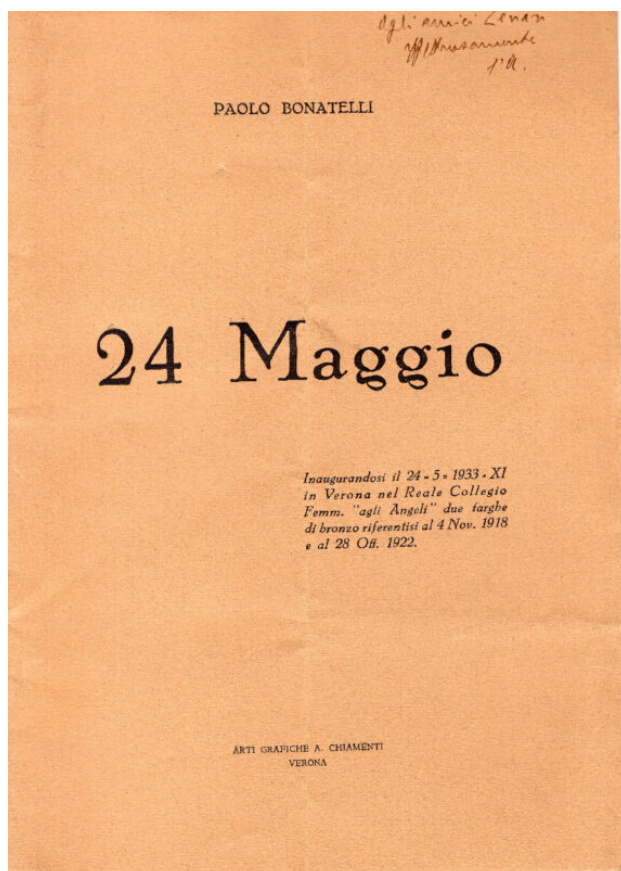 agli amici Zenari
affettuosamente
l'A.
PAOLO BONATELLI
24 Maggio
Inaugurandosi il 24 - 5 - 1933 - XI
in Verona nel Reale Collegio
Femm. "agli Angeli" due targhe
di bronzo riferentisi al 4 Nov. 1918
e al 28 Ott. 1922.
ARTI GRAFICHE A. CHIAMENTI
VERONA